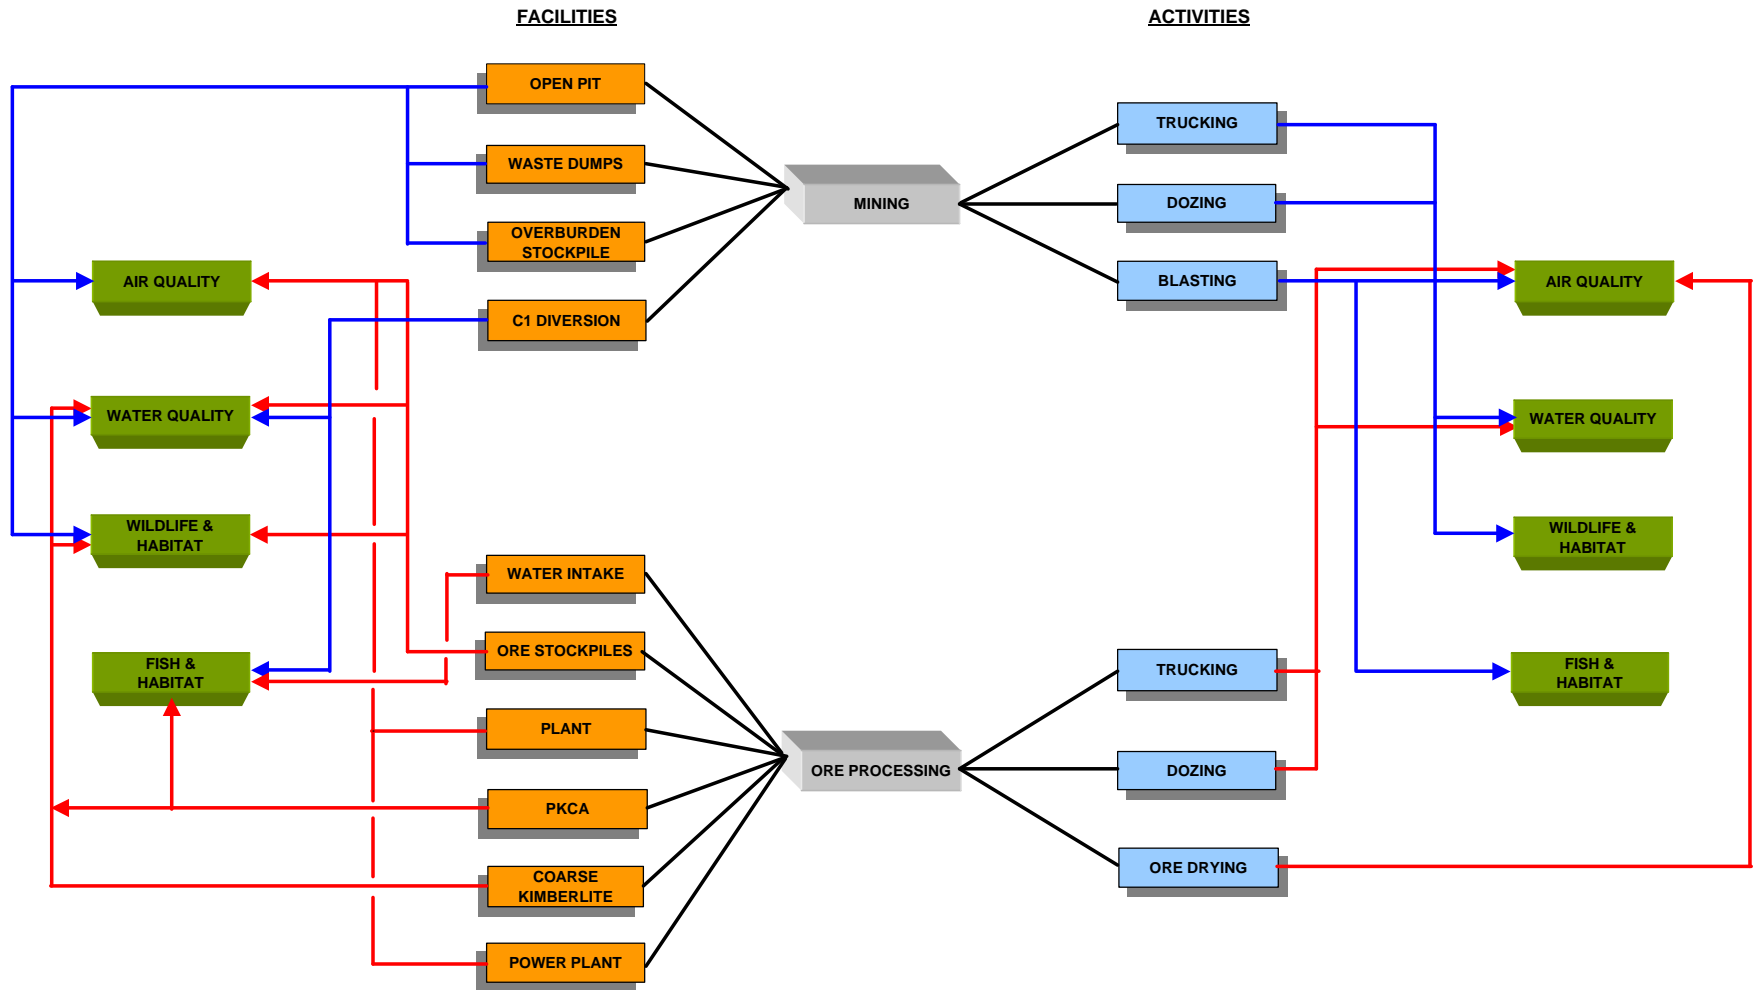 FACILITIES
ACTIVITIES
OPEN PIT
WASTE DUMPS
OVERBURDEN
STOCKPILE
C1 DIVERSION
MINING
TRUCKING
DOZING
BLASTING
AIR QUALITY
WATER QUALITY
WILDLIFE &
HABITAT
FISH &
HABITAT
AIR QUALITY
WATER QUALITY
WILDLIFE &
HABITAT
FISH &
HABITAT
WATER INTAKE
ORE STOCKPILES
PLANT
PKCA
COARSE
KIMBERLITE
POWER PLANT
ORE PROCESSING
TRUCKING
DOZING
ORE DRYING